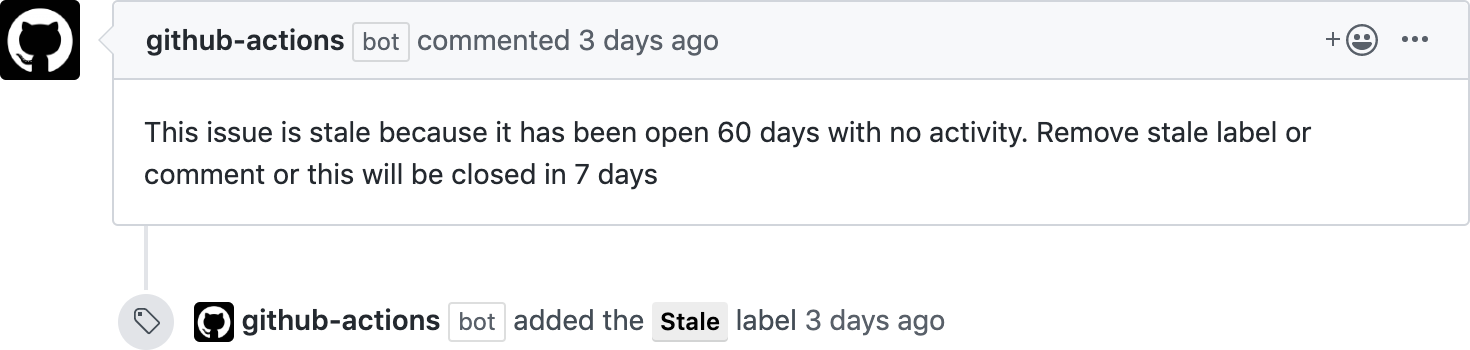 github-actions bot commented 3 days ago
This issue is stale because it has been open 60 days with no activity. Remove stale label or
comment or this will be closed in 7 days
github-actions bot added the Stale label 3 days ago